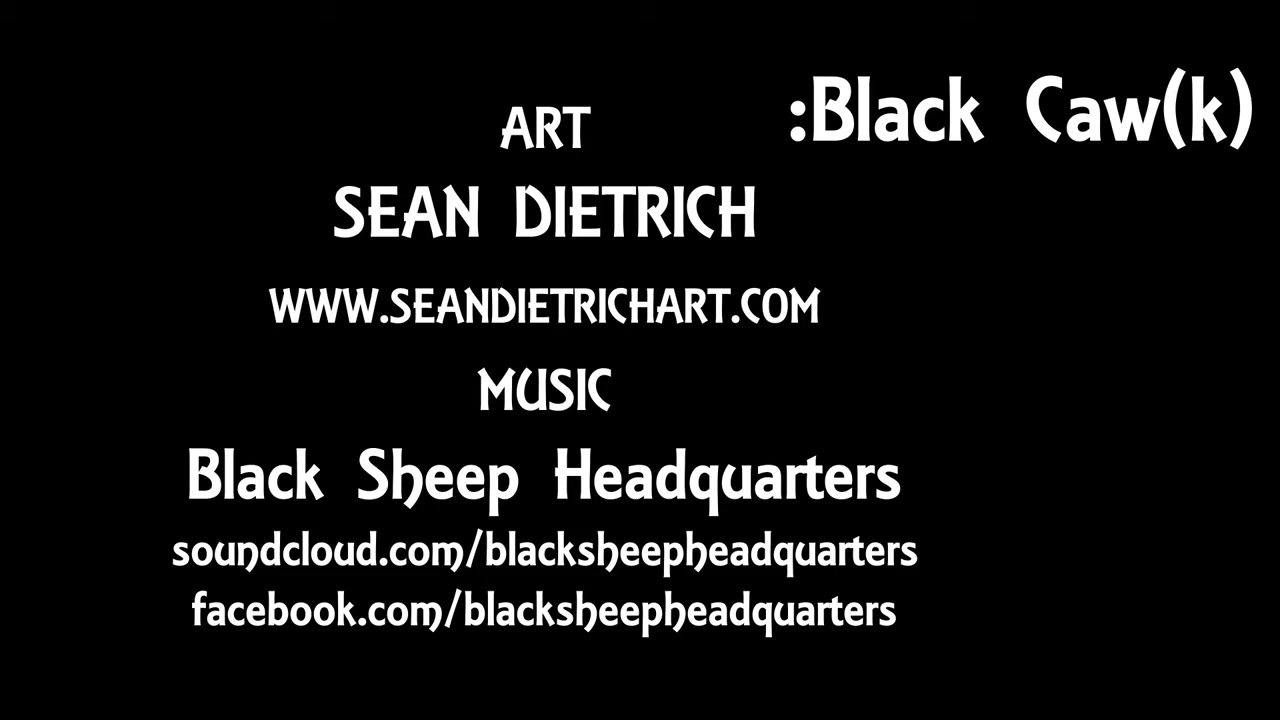 :Black Caw(k)
ART
SEAN DIETRICH
WWW.SEANDIETRICHART.COM
MUSIC
Black Sheep Headquarters
soundcloud.com/blacksheepheadquarters
facebook.com/blacksheepheadquarters